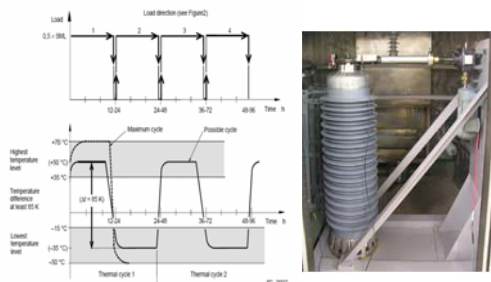 Load
Load direction (see Figure2)
0,5 × SML
1
2
3
4
12-24
24-48
36-72
48-96
Time h
+70 °C
Maximum cycle
Possible cycle
Highest
temperature
level
(+50 °C)
+35 °C
Temperature
difference
at least 85 K
(Δt = 85 K)
12-24
24-48
36-72
48-96
Time h
−15 °C
Lowest
temperature
level
(−35 °C)
−50 °C
Thermal cycle 1
Thermal cycle 2